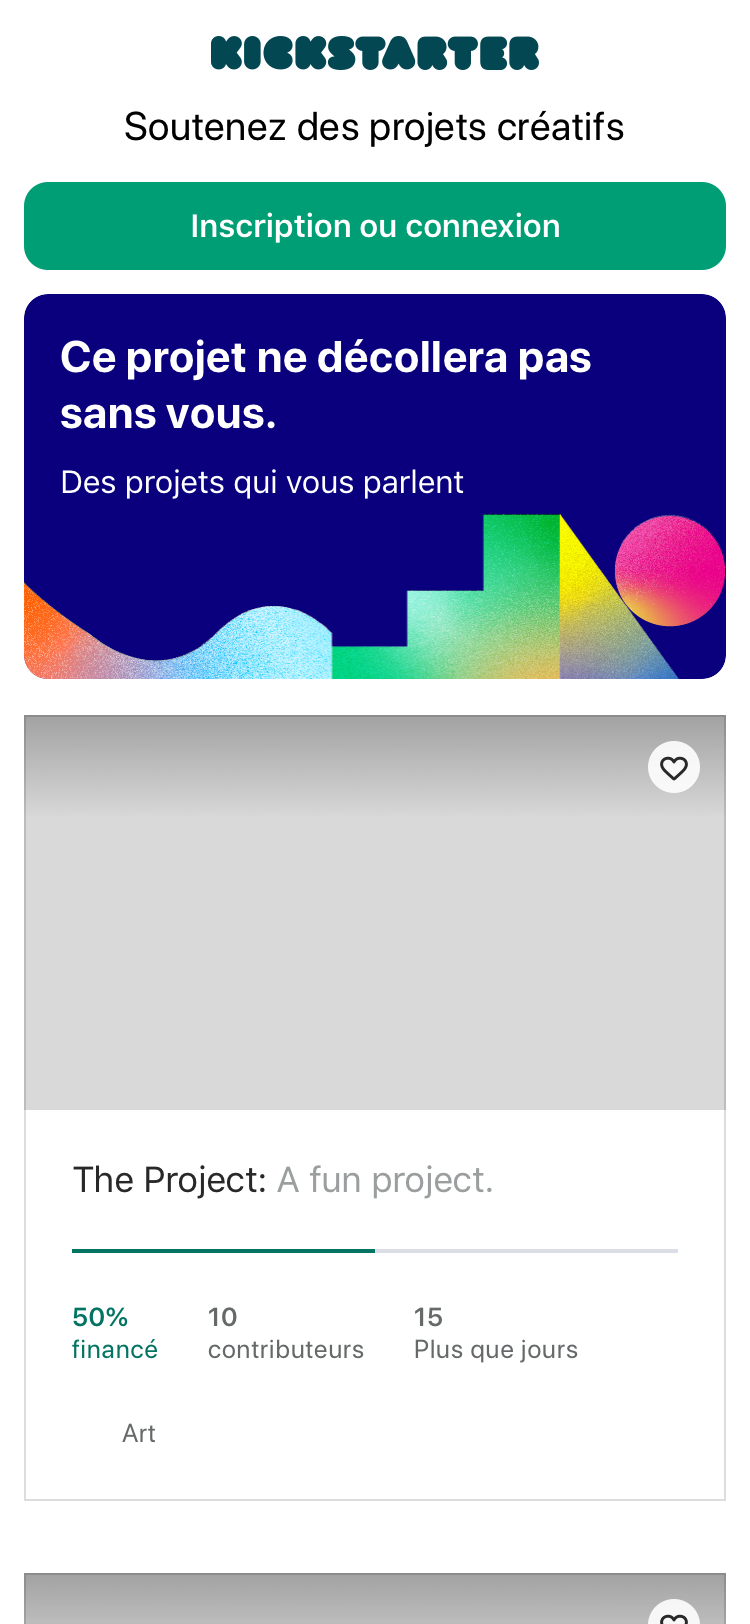 KICKSTARTER
Soutenez des projets créatifs
Inscription ou connexion
Ce projet ne décollera pas
sans vous.
Des projets qui vous parlent
The Project: A fun project.
50% 10 15
financé contributeurs Plus que jours
Art